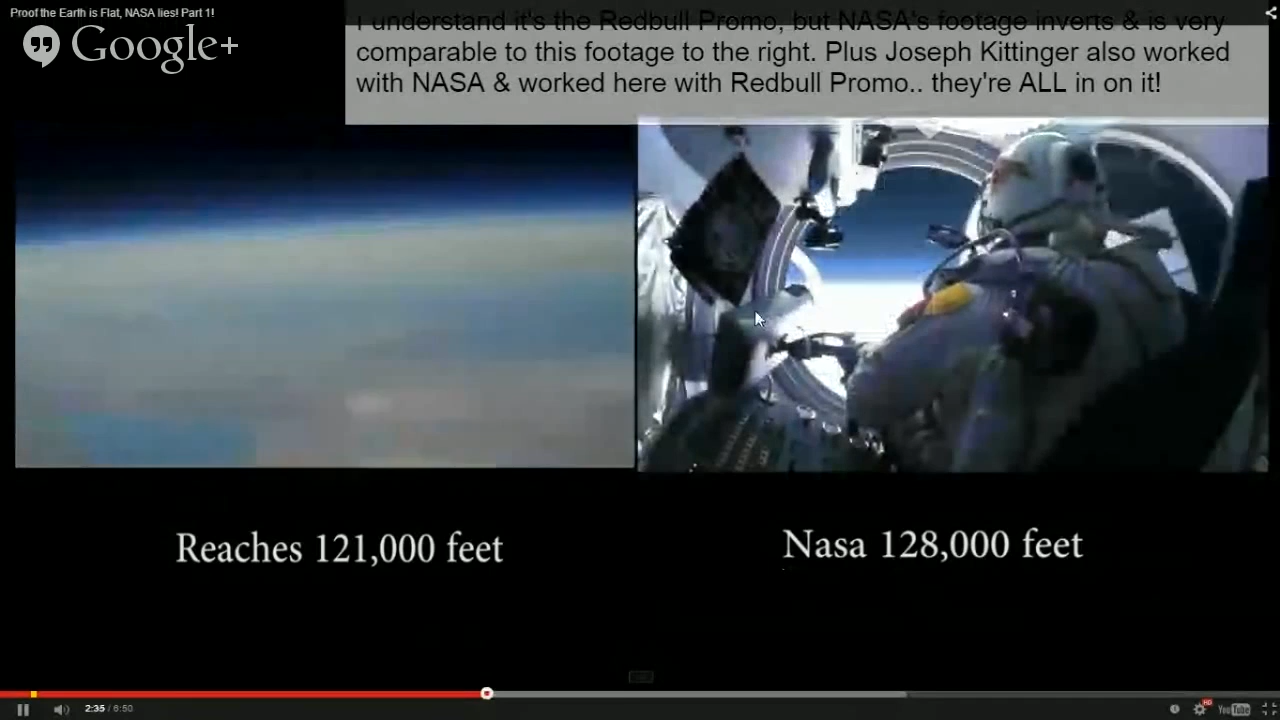 Proof the Earth is Flat, NASA lies! Part 1!
Google+
I understand it's the Redbull Promo, but NASA's footage inverts & is very
comparable to this footage to the right. Plus Joseph Kittinger also worked
with NASA & worked here with Redbull Promo.. they're ALL in on it!
Reaches 121,000 feet
Nasa 128,000 feet
2:35 / 6:50
HD
YouTube